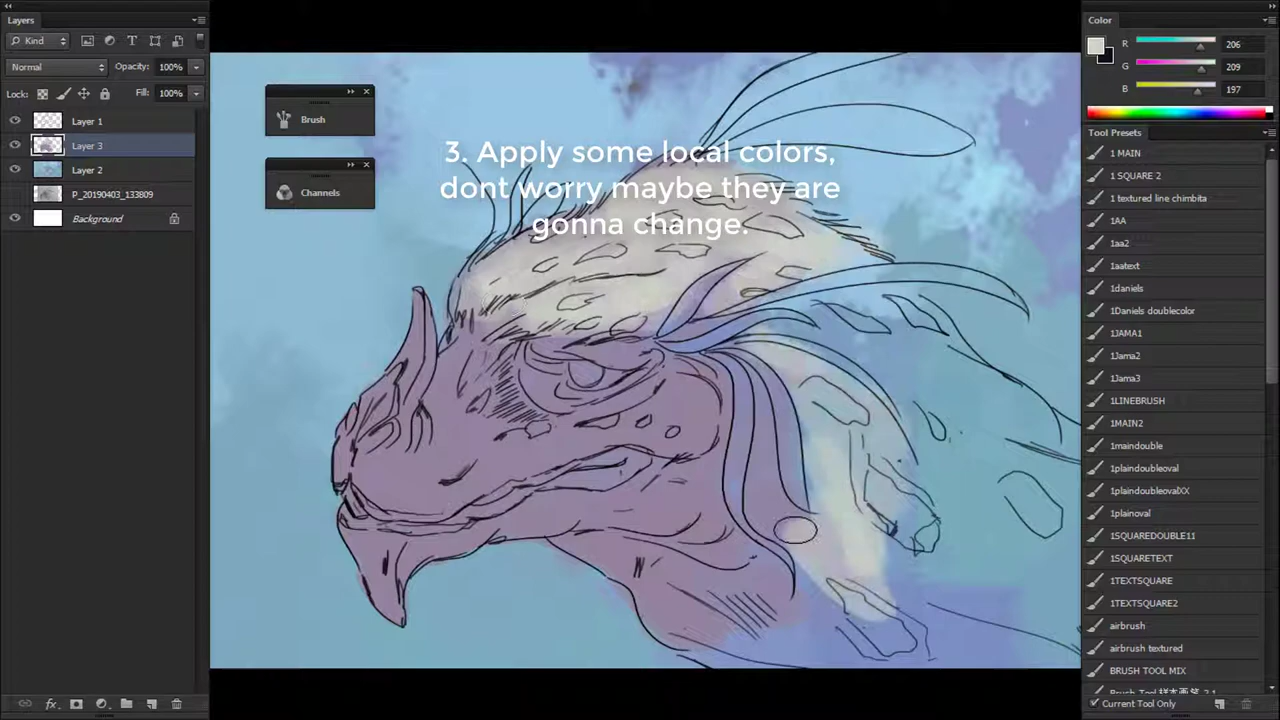 Layers
Kind
Normal
Opacity: 100%
Lock:
Fill: 100%
Layer 1
Layer 3
Layer 2
P_20190403_133809
Background
fx
Brush
Channels
3. Apply some local colors,
dont worry maybe they are
gonna change.
Color
R 206
G 209
B 197
Tool Presets
1 MAIN
1 SQUARE 2
1 textured line chimbita
1AA
1aa2
1aatext
1daniels
1Daniels doublecolor
1JAMA1
1Jama2
1Jama3
1LINEBRUSH
1MAIN2
1maindouble
1plaindoubleoval
1plaindoubleovalXX
1plainoval
1SQUAREDOUBLE11
1SQUARETEXT
1TEXTSQUARE
1TEXTSQUARE2
airbrush
airbrush textured
BRUSH TOOL MIX
Brush Tool
Current Tool Only